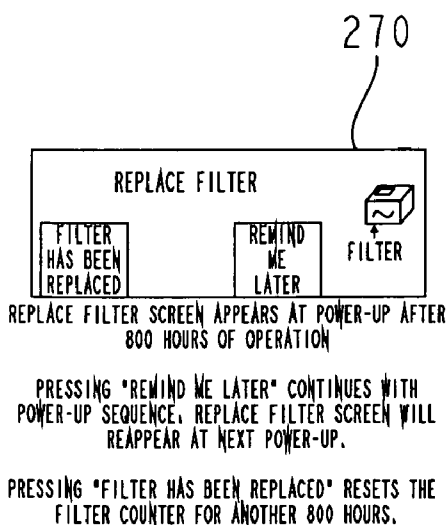 270
REPLACE FILTER
FILTER
HAS BEEN
REPLACED
REMIND
ME
LATER
FILTER
REPLACE FILTER SCREEN APPEARS AT POWER-UP AFTER
800 HOURS OF OPERATION
PRESSING "REMIND ME LATER" CONTINUES WITH
POWER-UP SEQUENCE. REPLACE FILTER SCREEN WILL
REAPPEAR AT NEXT POWER-UP.
PRESSING "FILTER HAS BEEN REPLACED" RESETS THE
FILTER COUNTER FOR ANOTHER 800 HOURS.